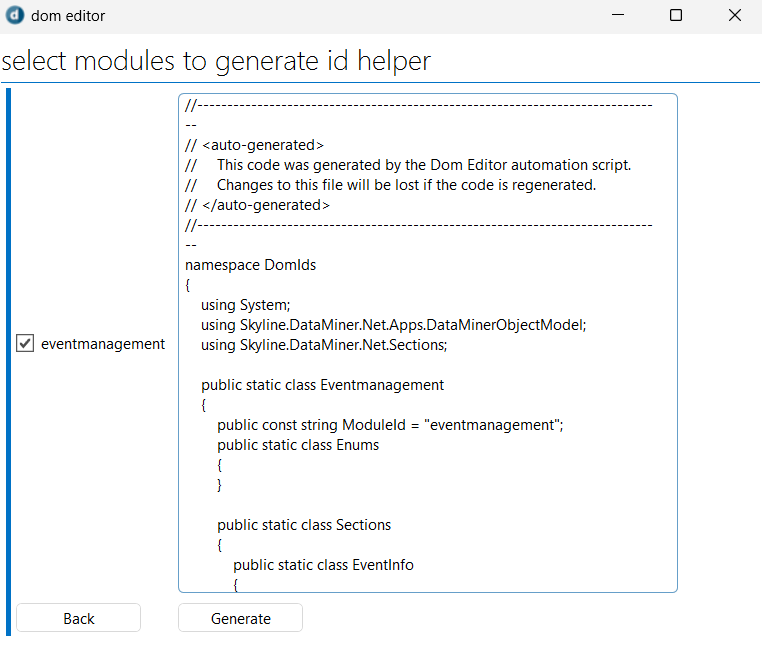 dom editor
select modules to generate id helper
//------------------------------------------------------------------------------
--
// <auto-generated>
//     This code was generated by the Dom Editor automation script.
//     Changes to this file will be lost if the code is regenerated.
// </auto-generated>
//------------------------------------------------------------------------------
--
namespace DomIds
{
    using System;
    using Skyline.DataMiner.Net.Apps.DataMinerObjectModel;
    using Skyline.DataMiner.Net.Sections;

    public static class Eventmanagement
    {
        public const string ModuleId = "eventmanagement";
        public static class Enums
        {
        }

        public static class Sections
        {
            public static class EventInfo
            {
eventmanagement
Back
Generate